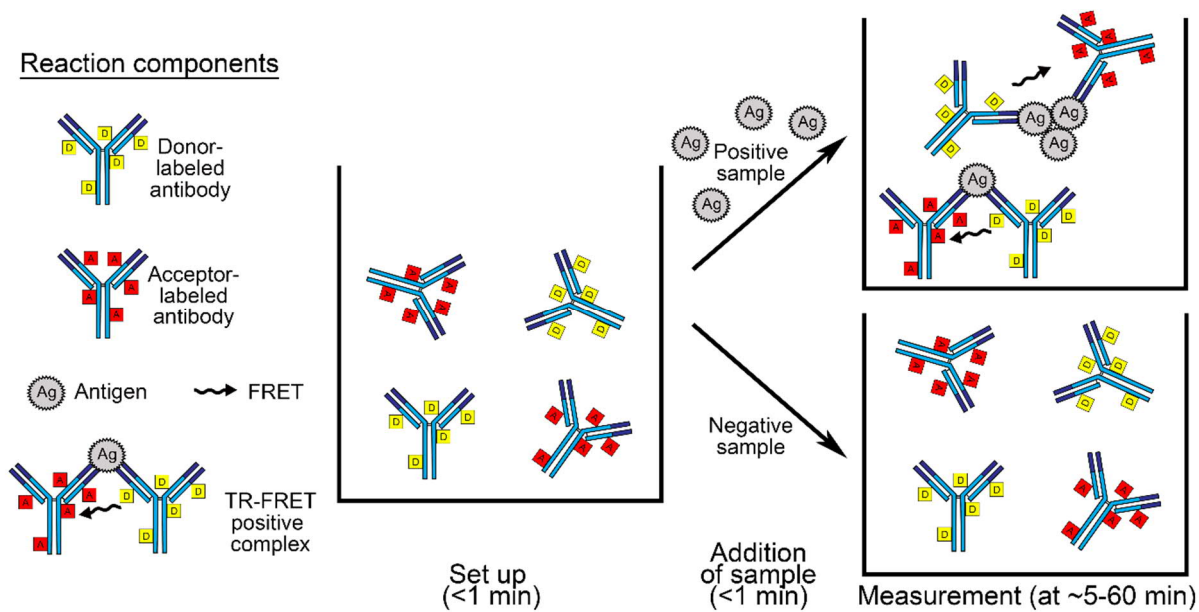 Reaction components
D
D
D
D
D
Donor-
labeled
antibody
A
A
A
A
A
Acceptor-
labeled
antibody
Ag
Antigen
FRET
Ag
A
A
A
A
A
D
D
D
D
D
TR-FRET
positive
complex
A
A
A
A
D
D
D
D
D
D
D
D
D
A
A
A
A
A
Set up
(<1 min)
Ag
Ag
Ag
Ag
Positive
sample
Negative
sample
Addition
of sample
(<1 min)
A
A
A
A
A
D
D
D
D
Ag
Ag
Ag
Ag
A
A
A
A
D
D
D
D
D
A
A
A
A
D
D
D
D
D
D
D
D
D
A
A
A
A
A
Measurement (at ~5-60 min)